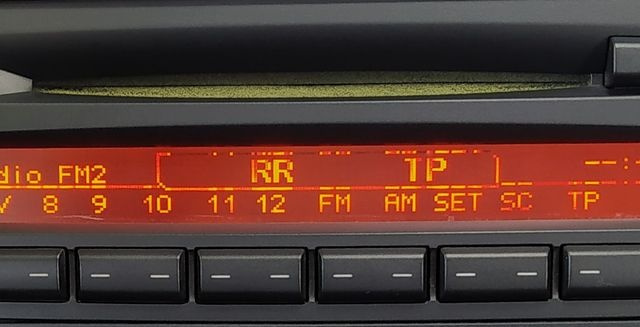 dio FM2 RR TP --:
8 9 10 11 12 FM AM SET SC TP